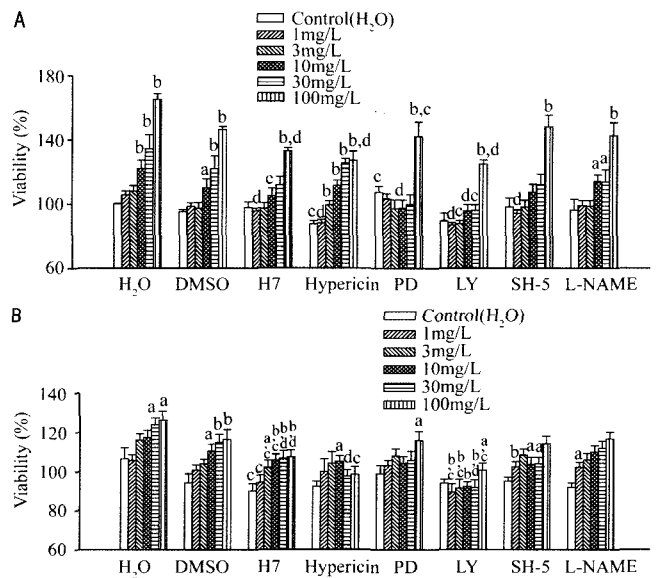 A
Control(H₂O)
1mg/L
3mg/L
10mg/L
30mg/L
100mg/L
Viability (%)
180
140
100
60
b b b
b a b b
d c b,d
c d b b b b,d
c d b,c
d c d d b,d
d b
a a b
H₂O DMSO H7 Hypericin PD LY SH-5 L-NAME
B
Control(H₂O)
1mg/L
3mg/L
10mg/L
30mg/L
100mg/L
Viability (%)
140
120
100
80
60
a a
a b b
a d c
a
b a a
a
H₂O DMSO H7 Hypericin PD LY SH-5 L-NAME